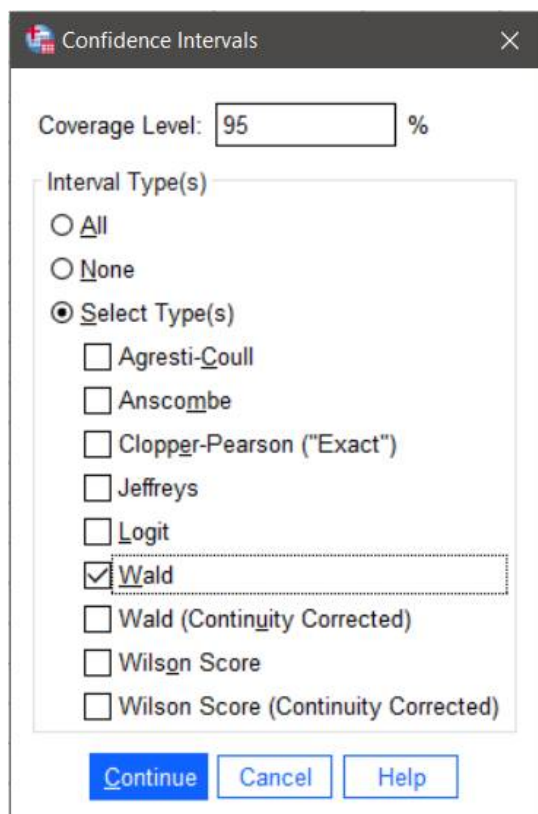 Confidence Intervals
Coverage Level: 95 %
Interval Type(s)
All
None
Select Type(s)
Agresti-Coull
Anscombe
Clopper-Pearson ("Exact")
Jeffreys
Logit
Wald
Wald (Continuity Corrected)
Wilson Score
Wilson Score (Continuity Corrected)
Continue Cancel Help